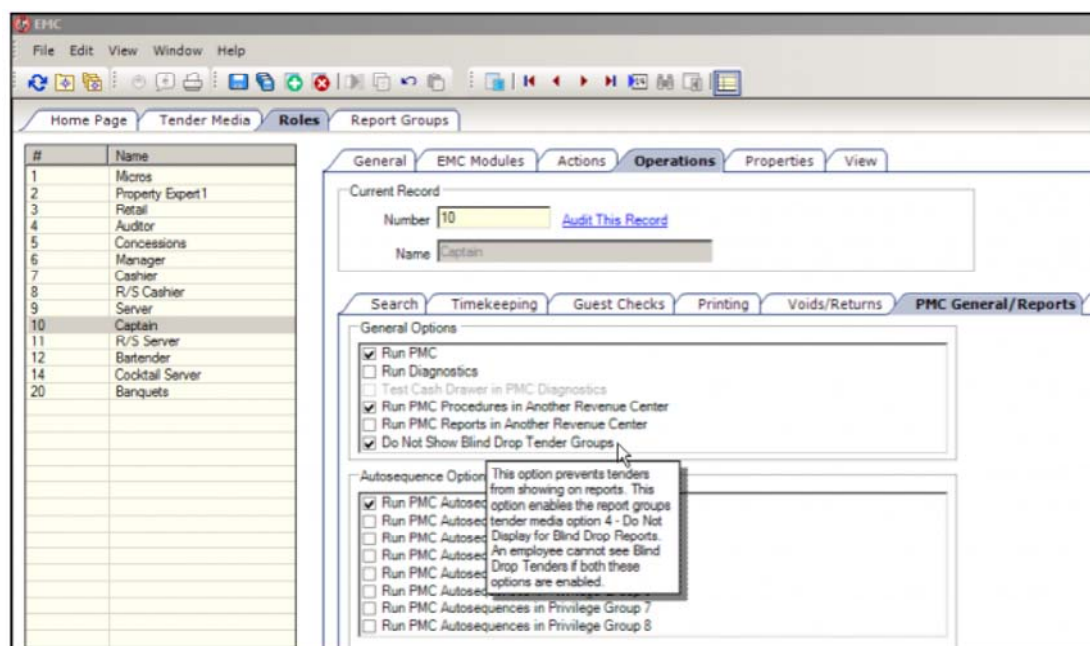 EMC
File Edit View Window Help
Home Page Tender Media Roles Report Groups
# Name
1 Micros
2 Property Expert1
3 Retail
4 Auditor
5 Concessions
6 Manager
7 Cashier
8 R/S Cashier
9 Server
10 Captain
11 R/S Server
12 Bartender
14 Cocktail Server
20 Banquets
General EMC Modules Actions Operations Properties View
Current Record
Number 10 Audit This Record
Name Captain
Search Timekeeping Guest Checks Printing Voids/Returns PMC General/Reports
General Options
Run PMC
Run Diagnostics
Test Cash Drawer in PMC Diagnostics
Run PMC Procedures in Another Revenue Center
Run PMC Reports in Another Revenue Center
Do Not Show Blind Drop Tender Groups
This option prevents tenders
from showing on reports. This
option enables the report groups
tender media option 4 - Do Not
Display for Blind Drop Reports.
An employee cannot see Blind
Drop Tenders if both these
options are enabled.
Autosequence Option
Run PMC Autosec
Run PMC Autosec
Run PMC Autosec
Run PMC Autosec
Run PMC Autosec
Run PMC Autosequences in Privilege Group 7
Run PMC Autosequences in Privilege Group 8